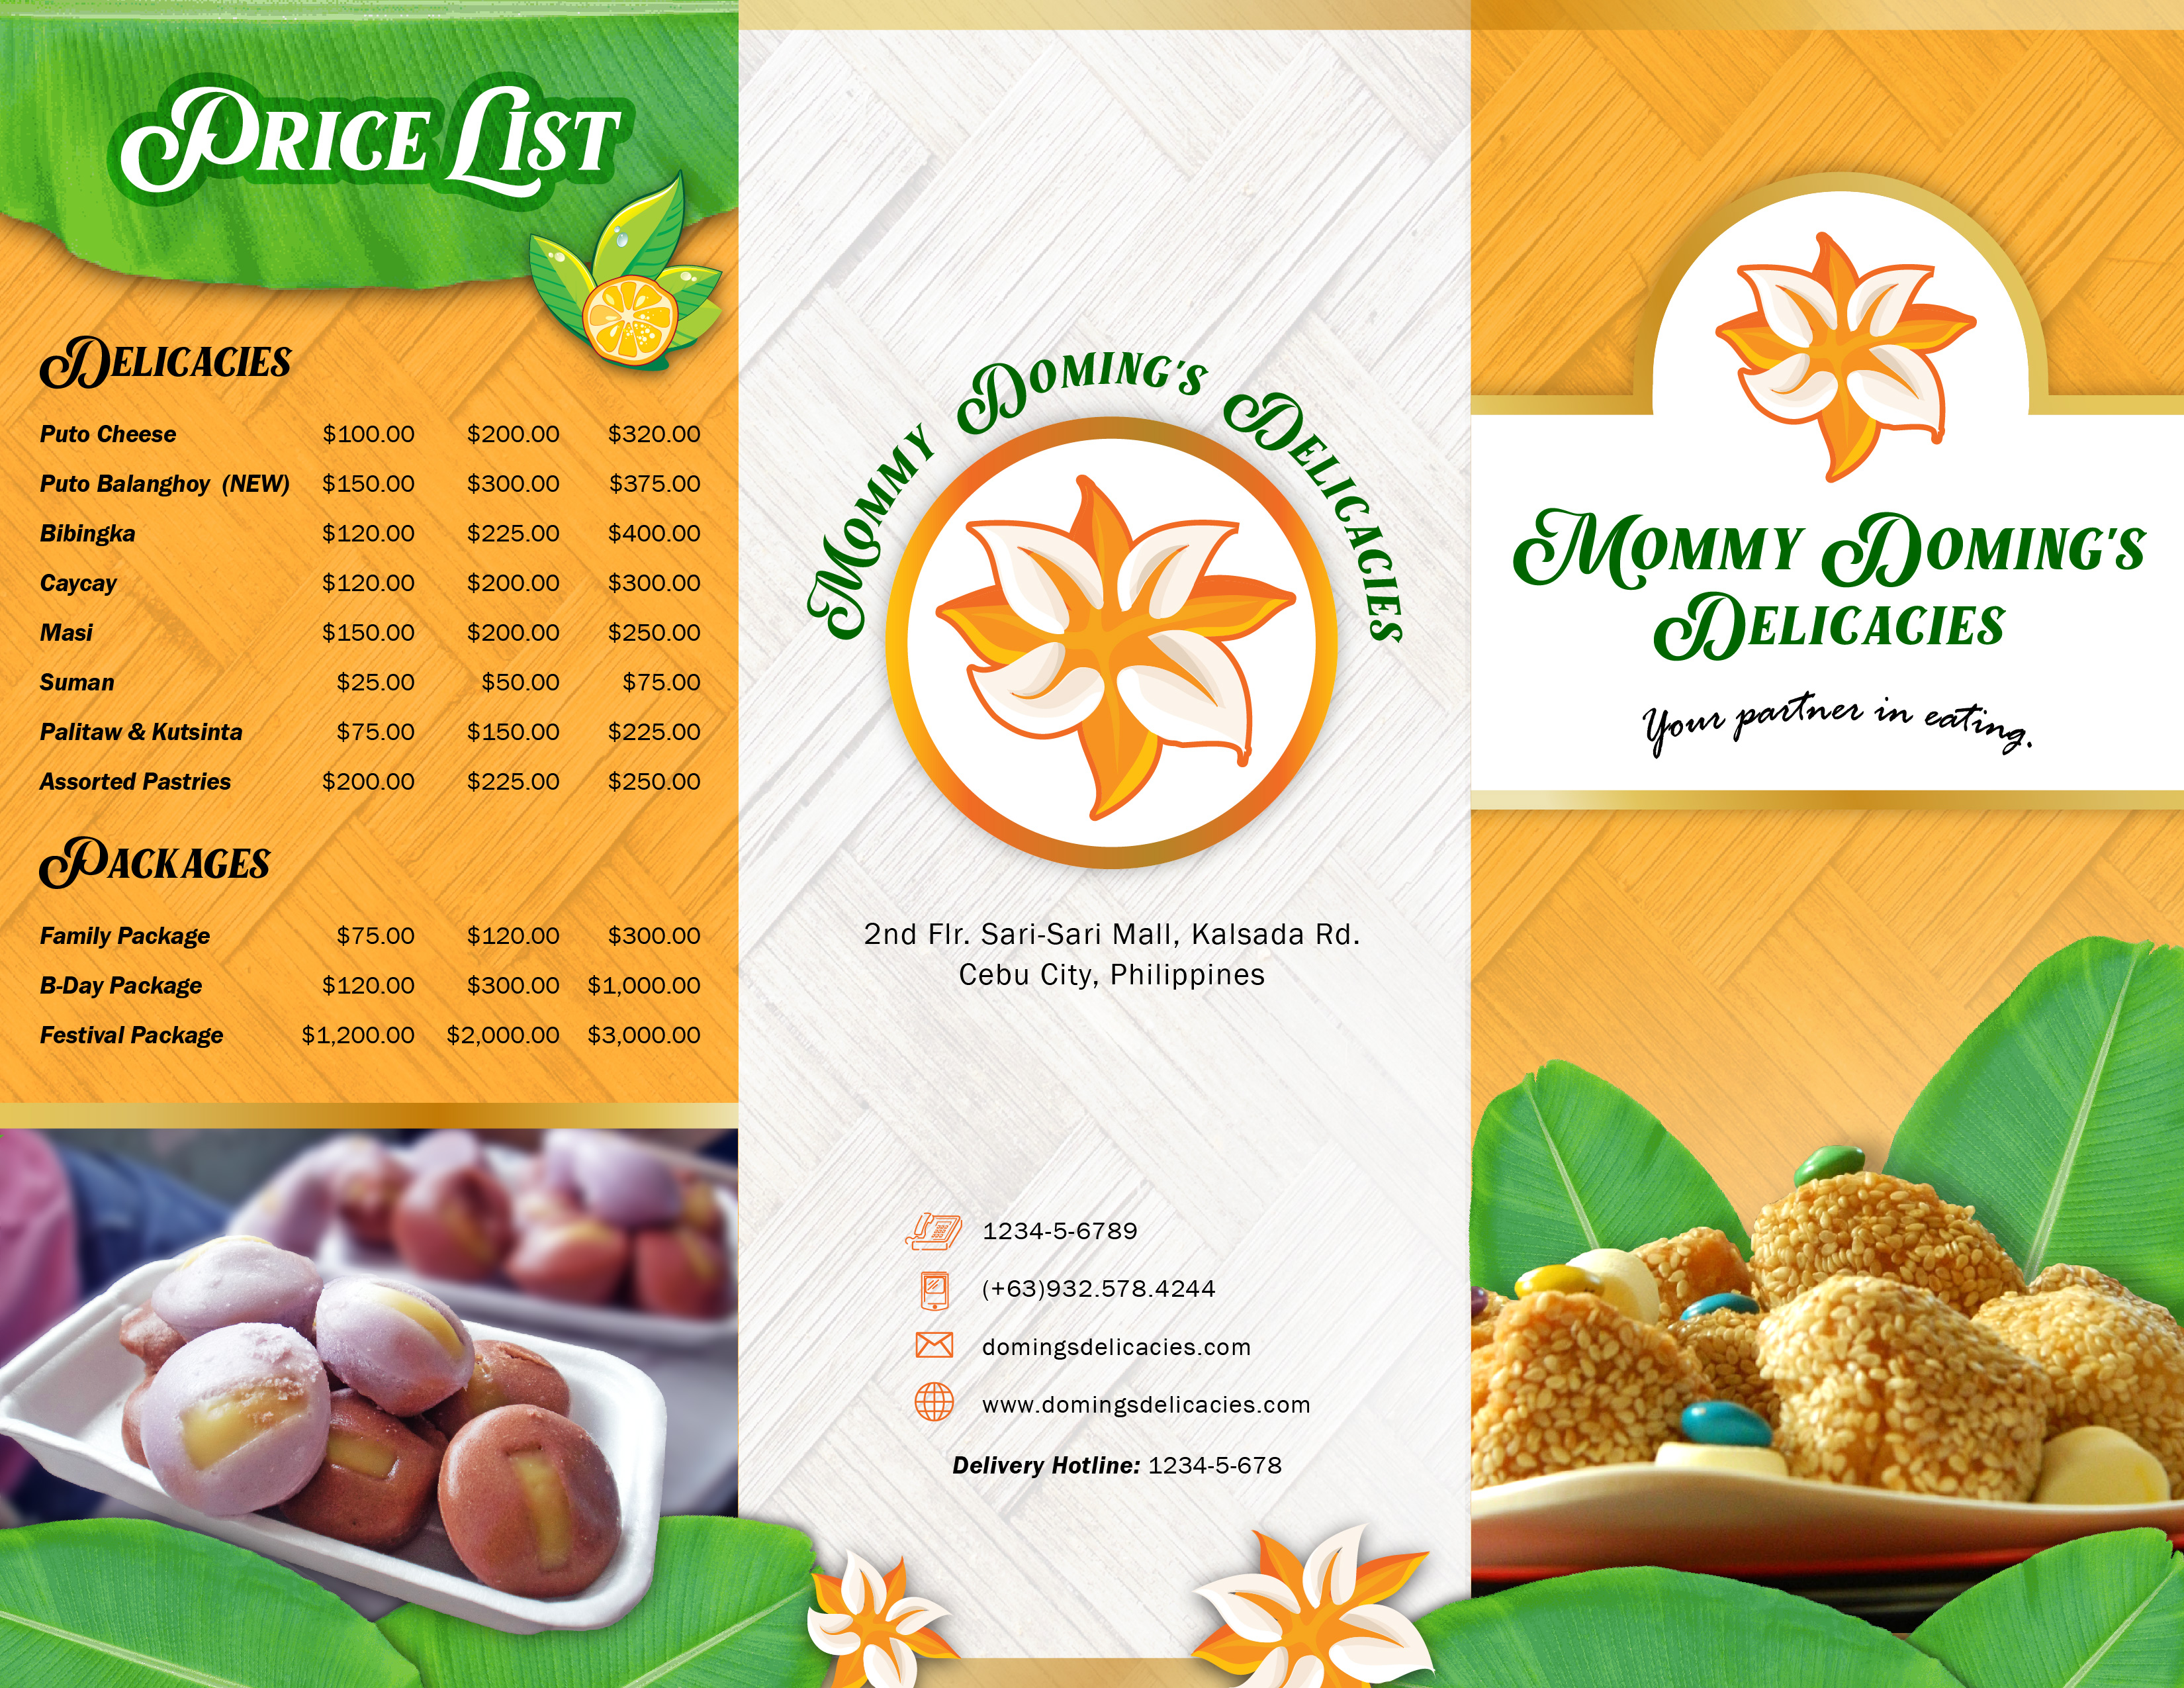 Price List
Delicacies
Puto Cheese $100.00 $200.00 $320.00
Puto Balanghoy (NEW) $150.00 $300.00 $375.00
Bibingka $120.00 $225.00 $400.00
Caycay $120.00 $200.00 $300.00
Masi $150.00 $200.00 $250.00
Suman $25.00 $50.00 $75.00
Palitaw & Kutsinta $75.00 $150.00 $225.00
Assorted Pastries $200.00 $225.00 $250.00
Packages
Family Package $75.00 $120.00 $300.00
B-Day Package $120.00 $300.00 $1,000.00
Festival Package $1,200.00 $2,000.00 $3,000.00
Mommy Doming's Delicacies
2nd Flr. Sari-Sari Mall, Kalsada Rd.
Cebu City, Philippines
1234-5-6789
(+63)932.578.4244
domingsdelicacies.com
www.domingsdelicacies.com
Delivery Hotline: 1234-5-678
Mommy Doming's
Delicacies
Your partner in eating.